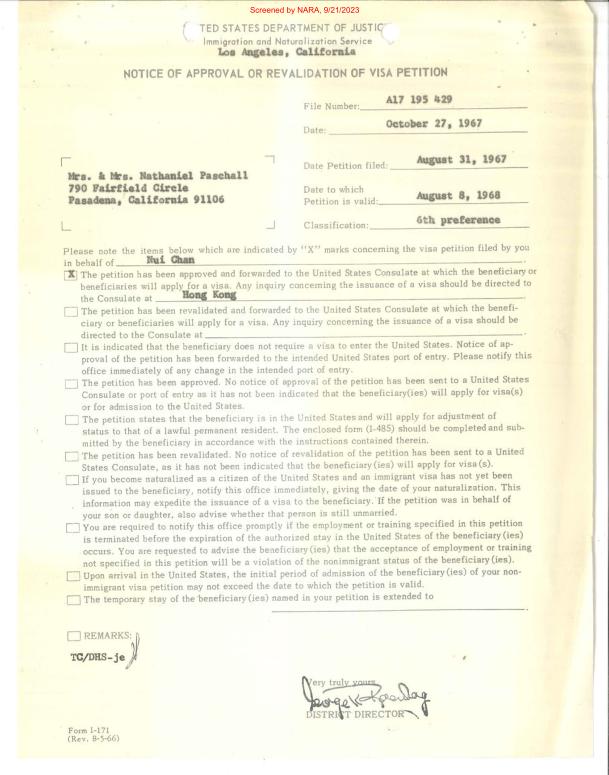 Screened by NARA, 9/21/2023
TED STATES DEPARTMENT OF JUSTIC
Immigration and Naturalization Service
Los Angeles, California
NOTICE OF APPROVAL OR REVALIDATION OF VISA PETITION
File Number: A17 195 429
Date: October 27, 1967
Mrs. & Mrs. Nathaniel Paschall
790 Fairfield Circle
Pasadena, California 91106
Date Petition filed: August 31, 1967
Date to which
Petition is valid: August 8, 1968
Classification: 6th preference
Please note the items below which are indicated by "X" marks concerning the visa petition filed by you
in behalf of Nui Chan
X The petition has been approved and forwarded to the United States Consulate at which the beneficiary or
beneficiaries will apply for a visa. Any inquiry concerning the issuance of a visa should be directed to
the Consulate at Hong Kong.
The petition has been revalidated and forwarded to the United States Consulate at which the benefi-
ciary or beneficiaries will apply for a visa. Any inquiry concerning the issuance of a visa should be
directed to the Consulate at .
It is indicated that the beneficiary does not require a visa to enter the United States. Notice of ap-
proval of the petition has been forwarded to the intended United States port of entry. Please notify this
office immediately of any change in the intended port of entry.
The petition has been approved. No notice of approval of the petition has been sent to a United States
Consulate or port of entry as it has not been indicated that the beneficiary(ies) will apply for visa(s)
or for admission to the United States.
The petition states that the beneficiary is in the United States and will apply for adjustment of
status to that of a lawful permanent resident. The enclosed form (I-485) should be completed and sub-
mitted by the beneficiary in accordance with the instructions contained therein.
The petition has been revalidated. No notice of revalidation of the petition has been sent to a United
States Consulate, as it has not been indicated that the beneficiary(ies) will apply for visa(s).
If you become naturalized as a citizen of the United States and an immigrant visa has not yet been
issued to the beneficiary, notify this office immediately, giving the date of your naturalization. This
information may expedite the issuance of a visa to the beneficiary. If the petition was in behalf of
your son or daughter, also advise whether that person is still unmarried.
You are required to notify this office promptly if the employment or training specified in this petition
is terminated before the expiration of the authorized stay in the United States of the beneficiary(ies)
occurs. You are requested to advise the beneficiary(ies) that the acceptance of employment or training
not specified in this petition will be a violation of the nonimmigrant status of the beneficiary(ies).
Upon arrival in the United States, the initial period of admission of the beneficiary(ies) of your non-
immigrant visa petition may not exceed the date to which the petition is valid.
The temporary stay of the beneficiary(ies) named in your petition is extended to
.
REMARKS:
TC/DHS-je
Very truly yours,
George K
DISTRICT DIRECTOR
Form I-171
(Rev. 8-5-66)